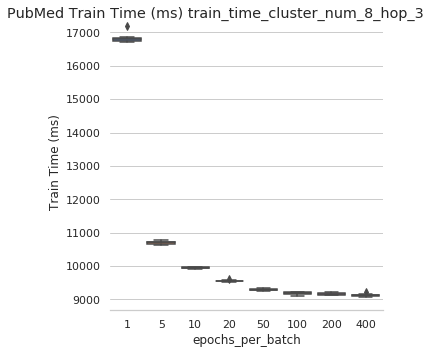 PubMed Train Time (ms) train_time_cluster_num_8_hop_3
17000
16000
15000
14000
13000
12000
11000
10000
9000
Train Time (ms)
1 5 10 20 50 100 200 400
epochs_per_batch